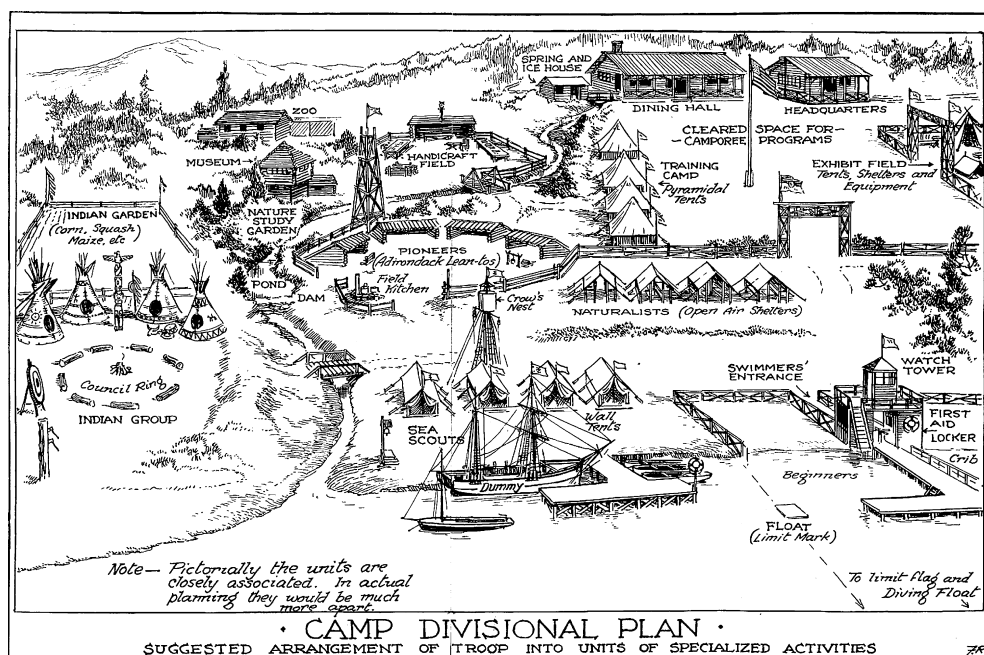 SPRING AND
ICE HOUSE
DINING HALL
HEADQUARTERS
ZOO
MUSEUM
HANDICRAFT
FIELD
CLEARED SPACE FOR
CAMPOREE PROGRAMS
TRAINING
CAMP
Pyramidal
Tents
EXHIBIT FIELD
Tents, Shelters and
Equipment
INDIAN GARDEN
(Corn, Squash)
Maize, etc
NATURE
STUDY
GARDEN
PIONEERS
(Adirondack Lean-tos)
POND
DAM
Field
Kitchen
Crow's
Nest
NATURALISTS (Open Air Shelters)
Council Ring
INDIAN GROUP
SEA
SCOUTS
Wall
Tents
SWIMMERS'
ENTRANCE
WATCH
TOWER
FIRST
AID
LOCKER
Crib
Beginners
Dummy
FLOAT
(Limit Mark)
Note— Pictorially the units are
closely associated. In actual
planning they would be much
more apart.
To limit flag and
Diving Float
· CAMP DIVISIONAL PLAN ·
SUGGESTED ARRANGEMENT OF TROOP INTO UNITS OF SPECIALIZED ACTIVITIES